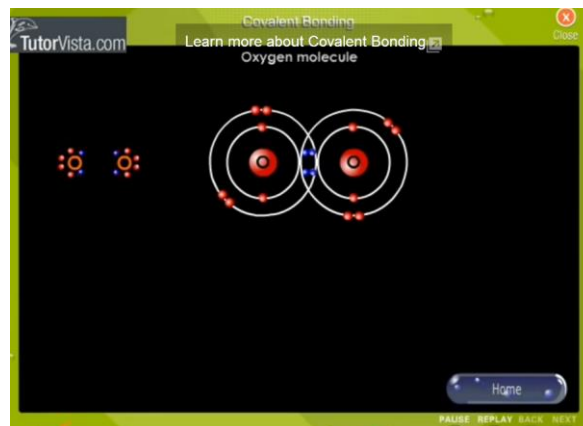 Covalent Bonding
Close
TutorVista.com
Learn more about Covalent Bonding
Oxygen molecule
O O
O O
Home
PAUSE REPLAY BACK NEXT